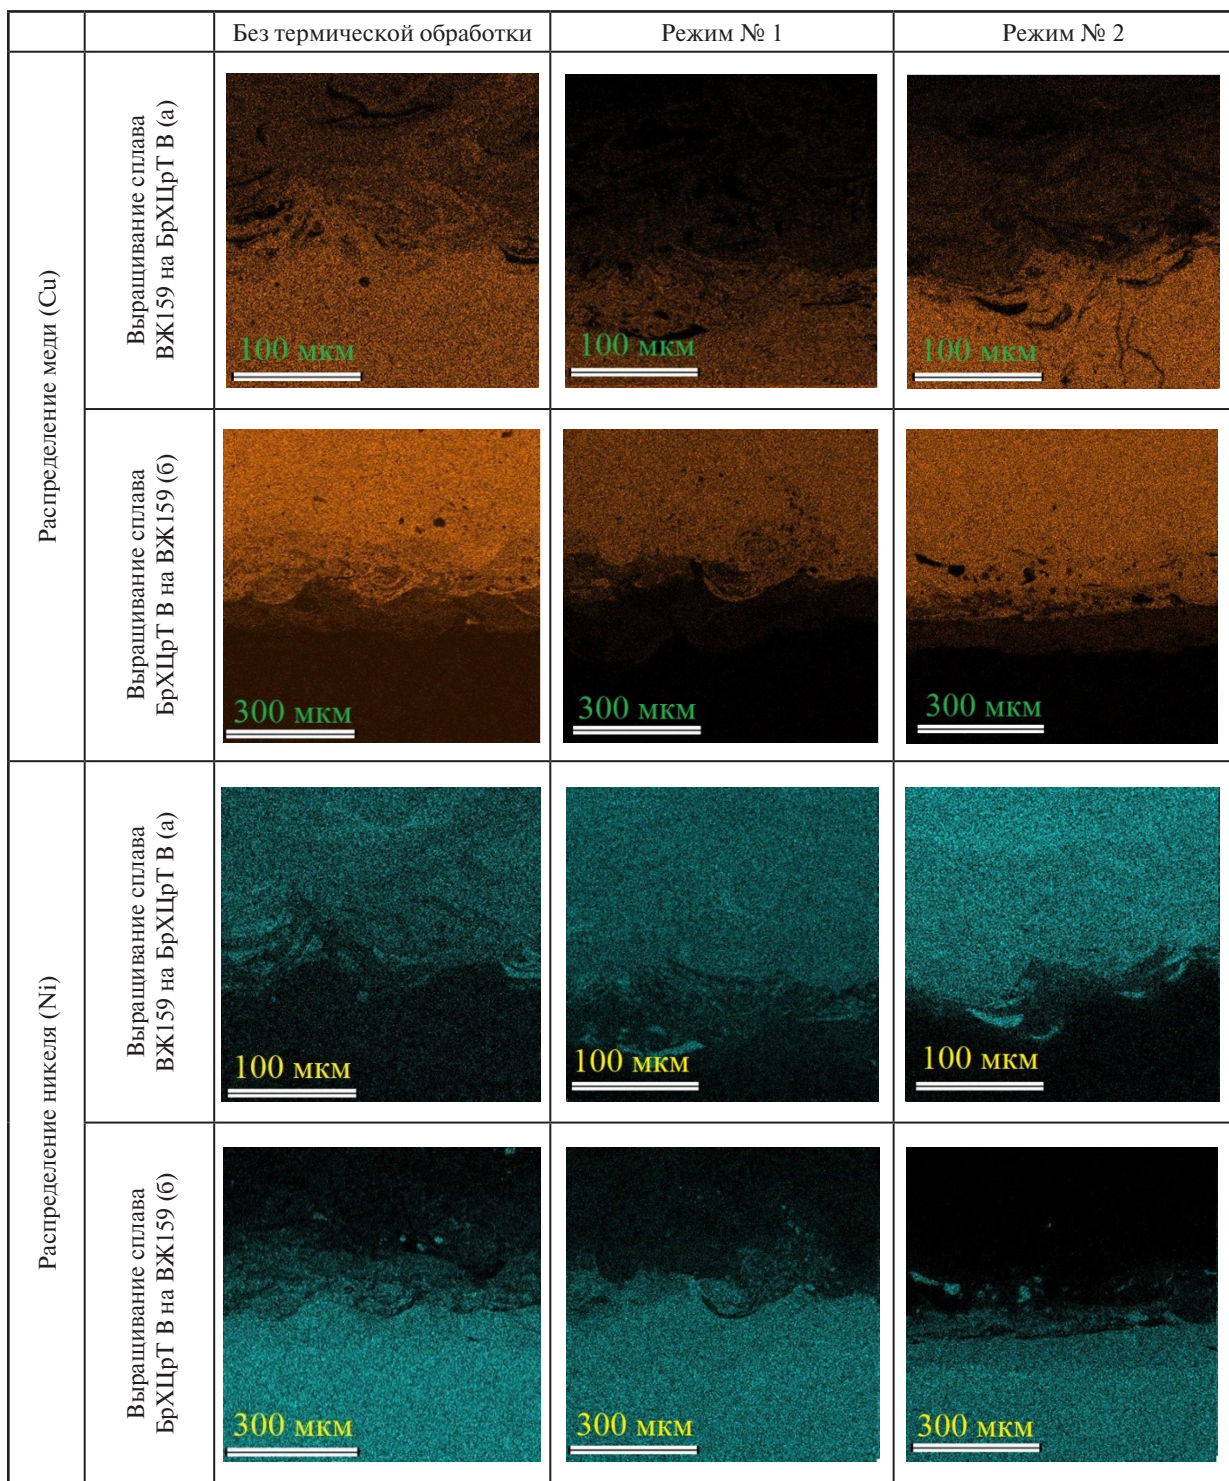 Без термической обработки
Режим № 1
Режим № 2
Распределение меди (Cu)
Выращивание сплава
ВЖ159 на БрХЦрТ В (а)
100 мкм
100 мкм
100 мкм
Выращивание сплава
БрХЦрТ В на ВЖ159 (б)
300 мкм
300 мкм
300 мкм
Распределение никеля (Ni)
Выращивание сплава
ВЖ159 на БрХЦрТ В (а)
100 мкм
100 мкм
100 мкм
Выращивание сплава
БрХЦрТ В на ВЖ159 (б)
300 мкм
300 мкм
300 мкм